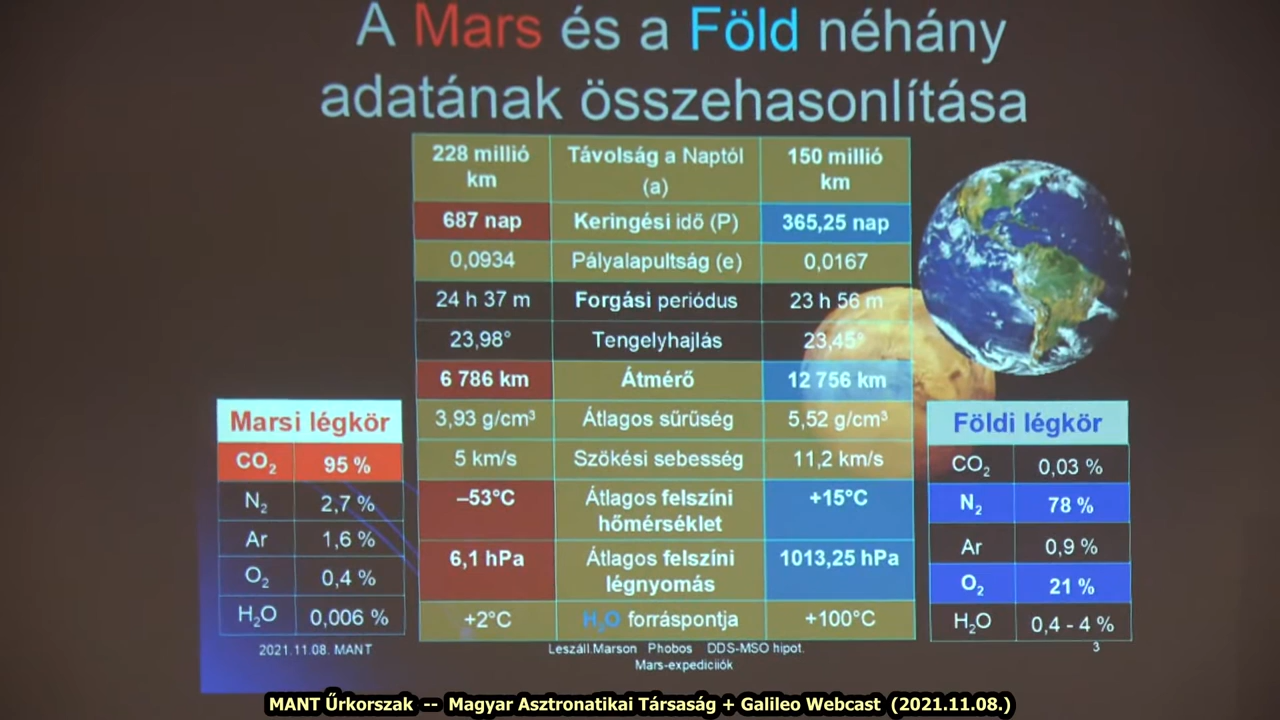 A Mars és a Föld néhány
adatának összehasonlítása
228 millió
km
Távolság a Naptól
(a)
150 millió
km
687 nap
Keringési idő (P)
365,25 nap
0,0934
Pályalapultság (e)
0,0167
24 h 37 m
Forgási periódus
23 h 56 m
23,98°
Tengelyhajlás
23,45°
6 786 km
Átmérő
12 756 km
3,93 g/cm³
Átlagos sűrűség
5,52 g/cm³
5 km/s
Szökési sebesség
11,2 km/s
–53°C
Átlagos felszíni
hőmérséklet
+15°C
6,1 hPa
Átlagos felszíni
légnyomás
1013,25 hPa
+2°C
H₂O forráspontja
+100°C
Marsi légkör
CO₂ 95 %
N₂ 2,7 %
Ar 1,6 %
O₂ 0,4 %
H₂O 0,006 %
Földi légkör
CO₂ 0,03 %
N₂ 78 %
Ar 0,9 %
O₂ 21 %
H₂O 0,4 - 4 %
2021.11.08. MANT
Leszáll.Marson Phobos DDS-MSO hipot.
Mars-expedíciók
3
MANT Űrkorszak -- Magyar Asztronatikai Társaság + Galileo Webcast (2021.11.08.)